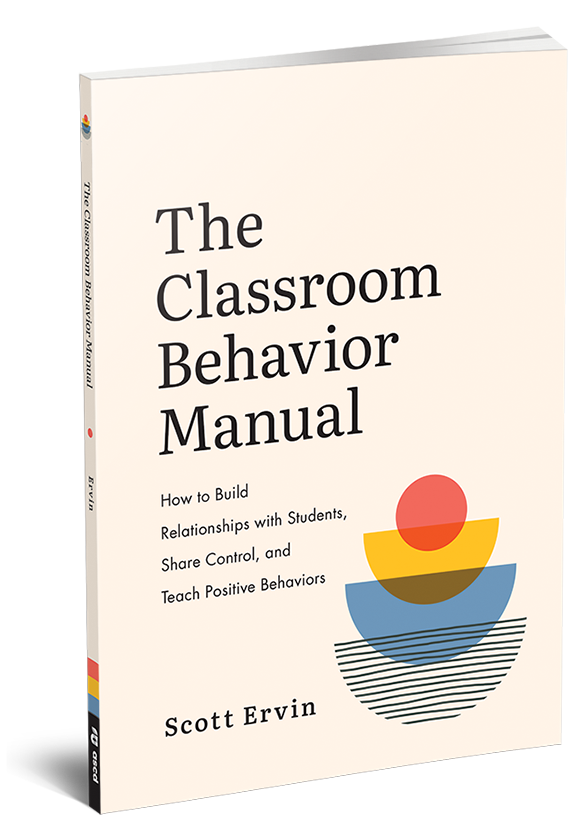 The
Classroom
Behavior
Manual
How to Build
Relationships with Students,
Share Control, and
Teach Positive Behaviors
Scott Ervin
The Classroom Behavior Manual
Ervin
ascd